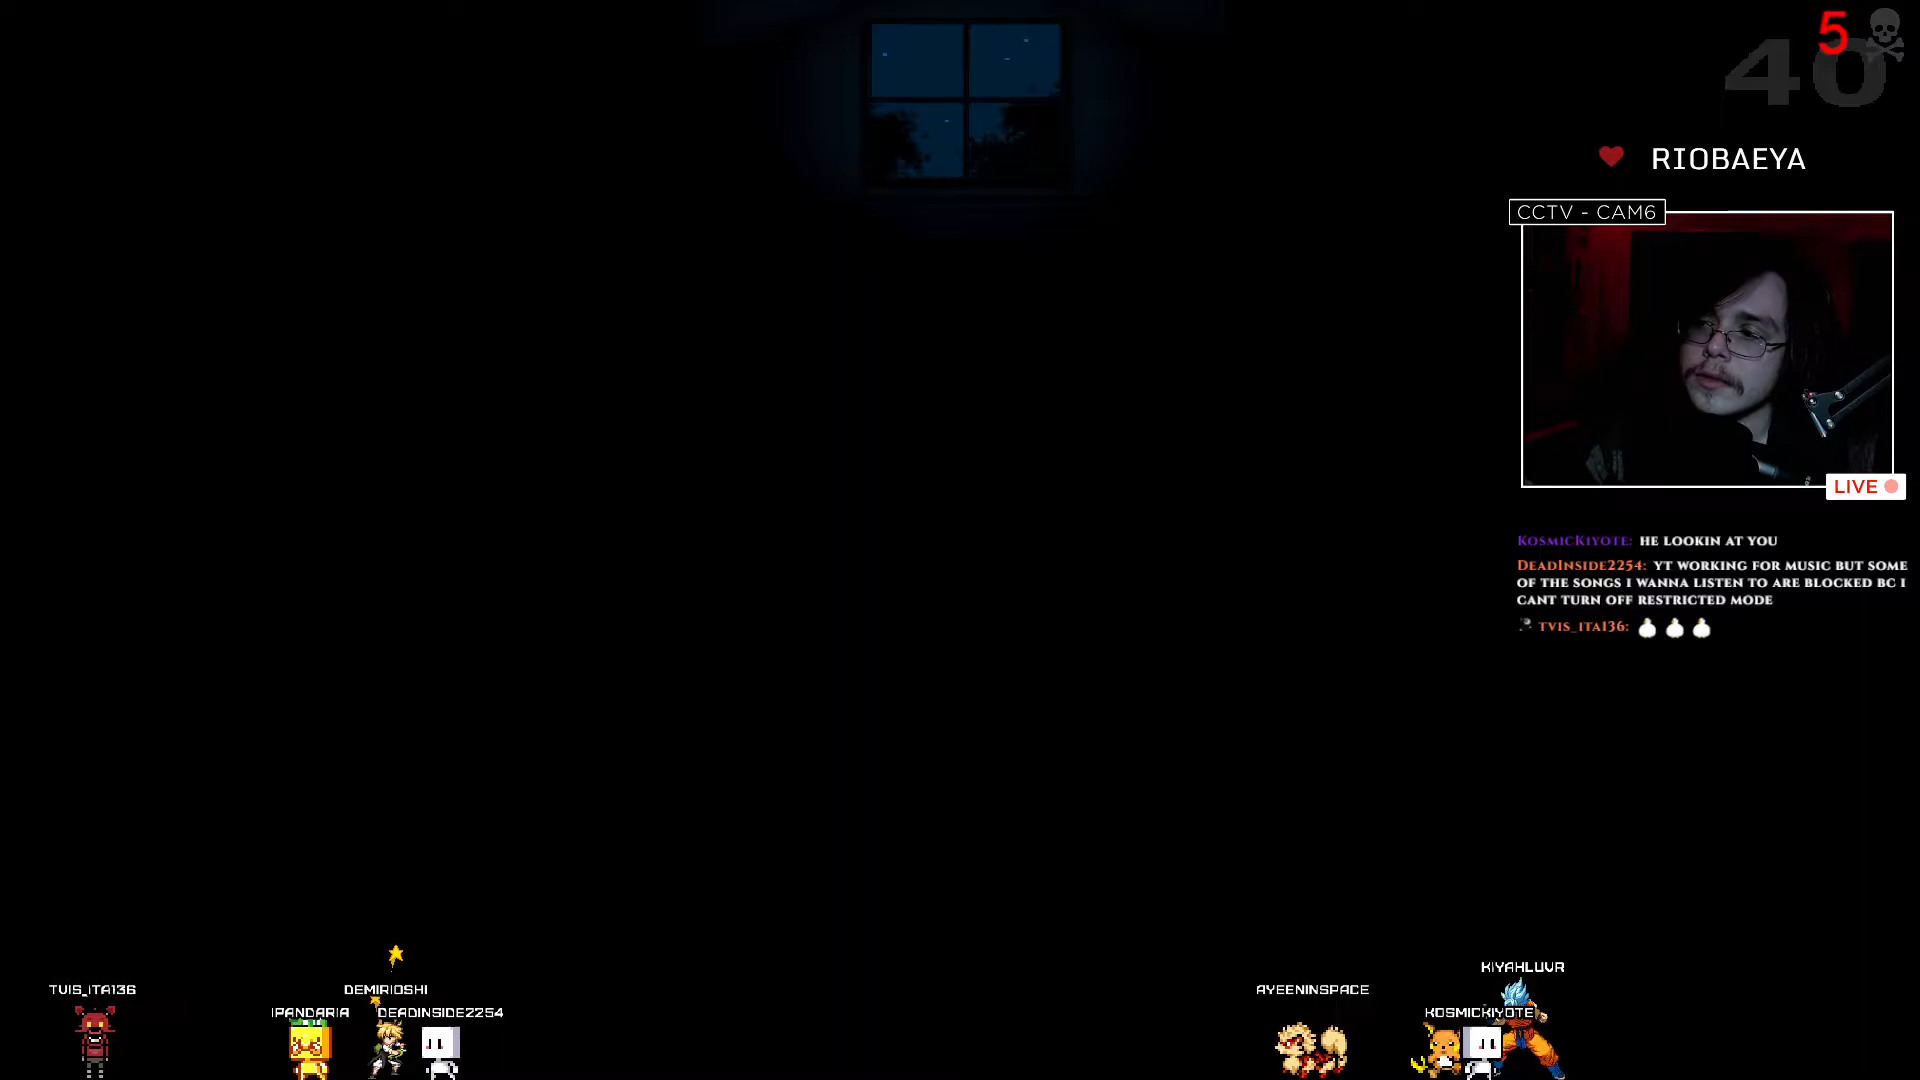 5
40
RIOBAEYA
CCTV - CAM6
LIVE
KosmicKiyote: HE LOOKIN AT YOU
DeadInside2254: YT WORKING FOR MUSIC BUT SOME
OF THE SONGS I WANNA LISTEN TO ARE BLOCKED BC I
CANT TURN OFF RESTRICTED MODE
tvis_ita136:
KIYAHLUVR
TVIS_ITA136
DEMIRIOSHI
AYEENINSPACE
IPANDARIA
DEADINSIDE2254
KOSMICKIYOTE